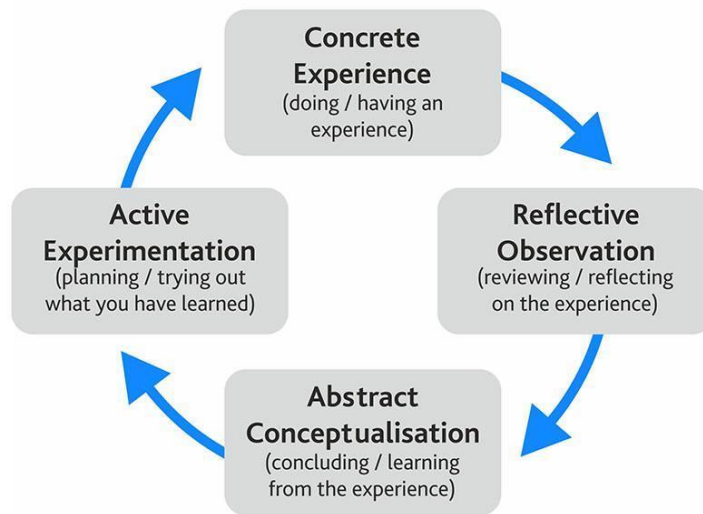 Concrete
Experience
(doing / having an
experience)
Reflective
Observation
(reviewing / reflecting
on the experience)
Abstract
Conceptualisation
(concluding / learning
from the experience)
Active
Experimentation
(planning / trying out
what you have learned)